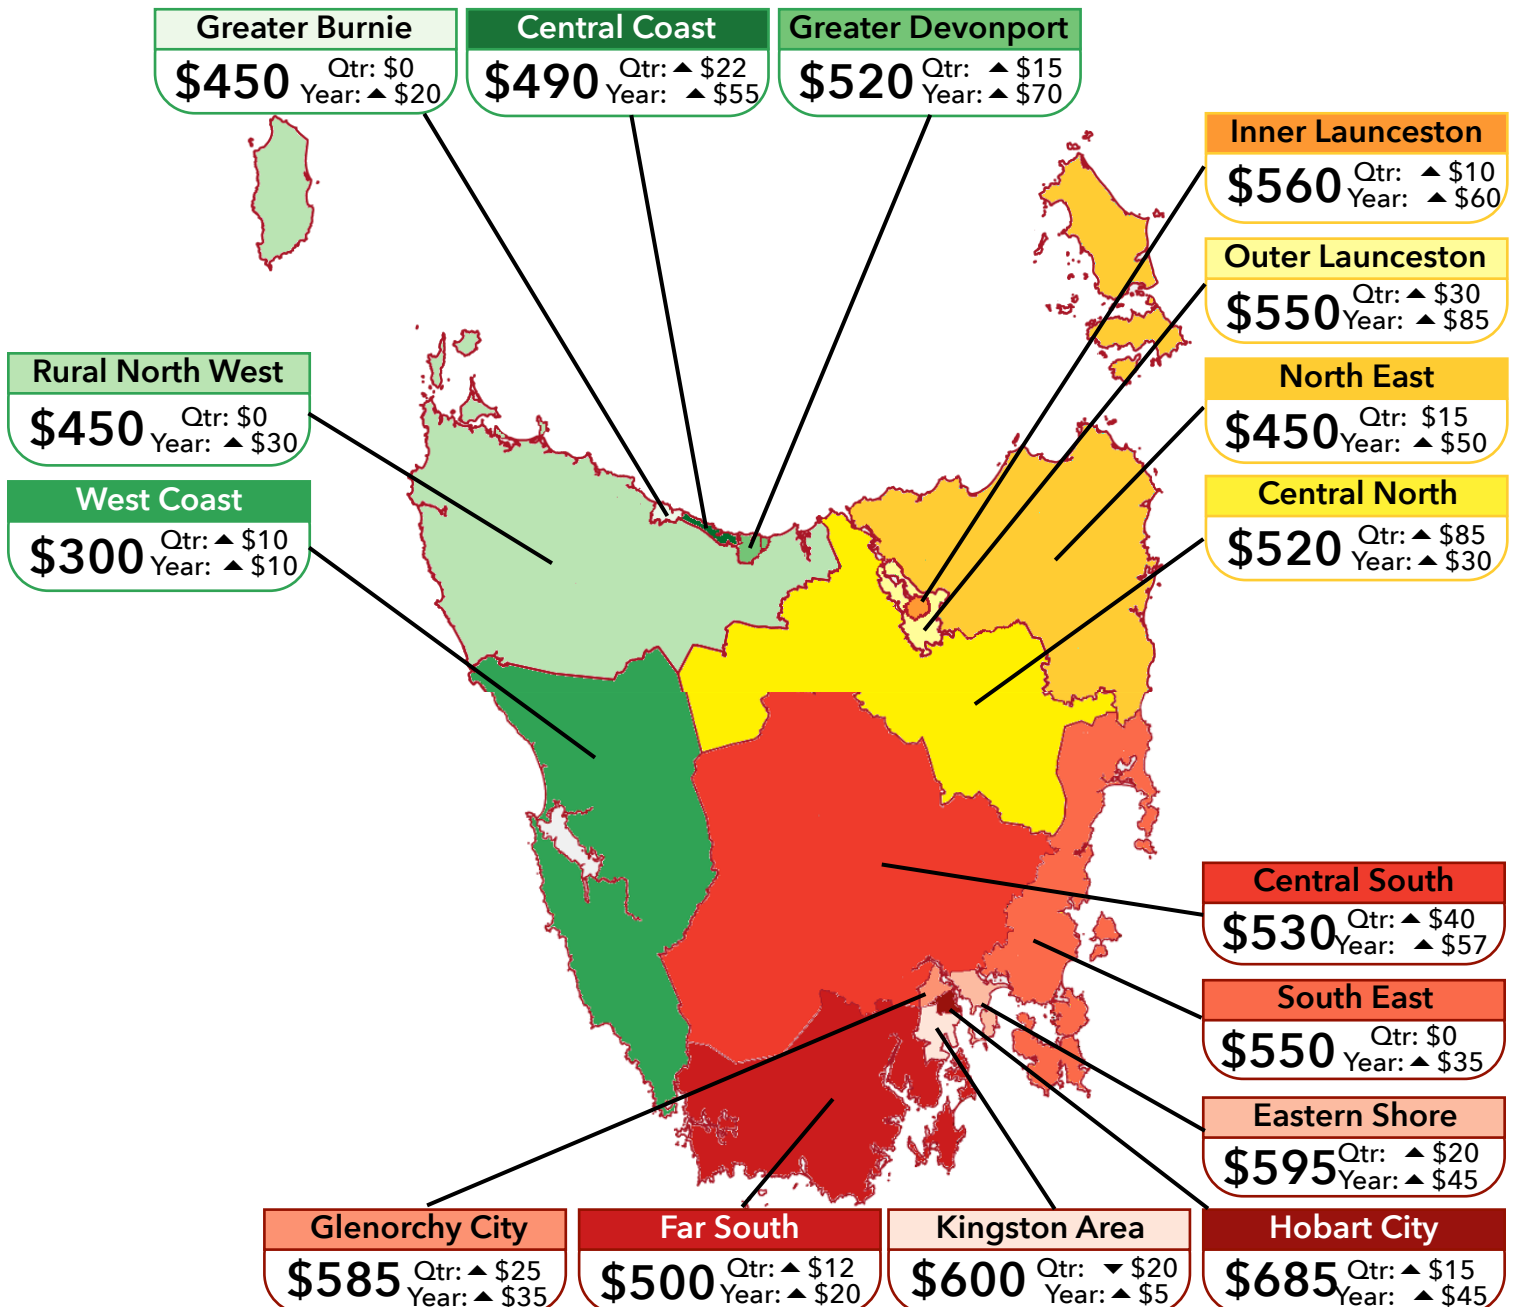 Greater Burnie
$450 Qtr: $0
Year: ▲ $20
Central Coast
$490 Qtr: ▲ $22
Year: ▲ $55
Greater Devonport
$520 Qtr: ▲ $15
Year: ▲ $70
Inner Launceston
$560 Qtr: ▲ $10
Year: ▲ $60
Outer Launceston
$550 Qtr: ▲ $30
Year: ▲ $85
Rural North West
$450 Qtr: $0
Year: ▲ $30
North East
$450 Qtr: $15
Year: ▲ $50
West Coast
$300 Qtr: ▲ $10
Year: ▲ $10
Central North
$520 Qtr: ▲ $85
Year: ▲ $30
Central South
$530 Qtr: ▲ $40
Year: ▲ $57
South East
$550 Qtr: $0
Year: ▲ $35
Eastern Shore
$595 Qtr: ▲ $20
Year: ▲ $45
Glenorchy City
$585 Qtr: ▲ $25
Year: ▲ $35
Far South
$500 Qtr: ▲ $12
Year: ▲ $20
Kingston Area
$600 Qtr: ▼ $20
Year: ▲ $5
Hobart City
$685 Qtr: ▲ $15
Year: ▲ $45